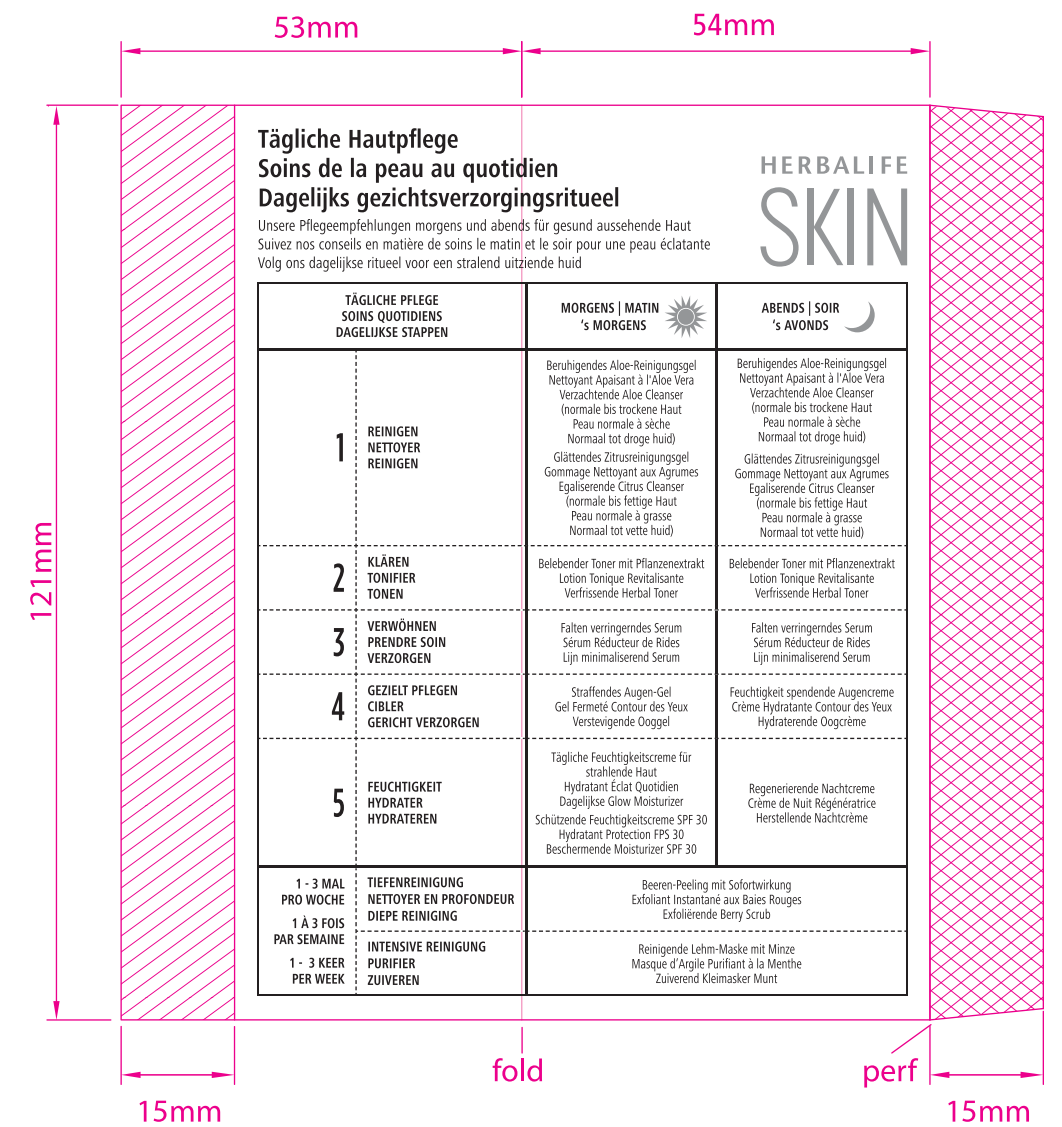 53mm
54mm
121mm
Tägliche Hautpflege
Soins de la peau au quotidien
Dagelijks gezichtsverzorgingsritueel
Unsere Pflegeempfehlungen morgens und abends für gesund aussehende Haut
Suivez nos conseils en matière de soins le matin et le soir pour une peau éclatante
Volg ons dagelijkse ritueel voor een stralend uitziende huid
HERBALIFE
SKIN
TÄGLICHE PFLEGE
SOINS QUOTIDIENS
DAGELIJKSE STAPPEN
MORGENS | MATIN
‘s MORGENS
ABENDS | SOIR
‘s AVONDS
1
REINIGEN
NETTOYER
REINIGEN
Beruhigendes Aloe-Reinigungsgel
Nettoyant Apaisant à l'Aloe Vera
Verzachtende Aloe Cleanser
(normale bis trockene Haut
Peau normale à sèche
Normaal tot droge huid)
Glättendes Zitrusreinigungsgel
Gommage Nettoyant aux Agrumes
Egaliserende Citrus Cleanser
(normale bis fettige Haut
Peau normale à grasse
Normaal tot vette huid)
Beruhigendes Aloe-Reinigungsgel
Nettoyant Apaisant à l'Aloe Vera
Verzachtende Aloe Cleanser
(normale bis trockene Haut
Peau normale à sèche
Normaal tot droge huid)
Glättendes Zitrusreinigungsgel
Gommage Nettoyant aux Agrumes
Egaliserende Citrus Cleanser
(normale bis fettige Haut
Peau normale à grasse
Normaal tot vette huid)
2
KLÄREN
TONIFIER
TONEN
Belebender Toner mit Pflanzenextrakt
Lotion Tonique Revitalisante
Verfrissende Herbal Toner
Belebender Toner mit Pflanzenextrakt
Lotion Tonique Revitalisante
Verfrissende Herbal Toner
3
VERWÖHNEN
PRENDRE SOIN
VERZORGEN
Falten verringerndes Serum
Sérum Réducteur de Rides
Lijn minimaliserend Serum
Falten verringerndes Serum
Sérum Réducteur de Rides
Lijn minimaliserend Serum
4
GEZIELT PFLEGEN
CIBLER
GERICHT VERZORGEN
Straffendes Augen-Gel
Gel Fermeté Contour des Yeux
Verstevigende Ooggel
Feuchtigkeit spendende Augencreme
Crème Hydratante Contour des Yeux
Hydraterende Oogcrème
5
FEUCHTIGKEIT
HYDRATER
HYDRATEREN
Tägliche Feuchtigkeitscreme für
strahlende Haut
Hydratant Éclat Quotidien
Dagelijkse Glow Moisturizer
Schützende Feuchtigkeitscreme SPF 30
Hydratant Protection FPS 30
Beschermende Moisturizer SPF 30
Regenerierende Nachtcreme
Crème de Nuit Régénératrice
Herstellende Nachtcrème
1 - 3 MAL
PRO WOCHE
1 À 3 FOIS
PAR SEMAINE
1 - 3 KEER
PER WEEK
TIEFENREINIGUNG
NETTOYER EN PROFONDEUR
DIEPE REINIGING
Beeren-Peeling mit Sofortwirkung
Exfoliant Instantané aux Baies Rouges
Exfoliërende Berry Scrub
INTENSIVE REINIGUNG
PURIFIER
ZUIVEREN
Reinigende Lehm-Maske mit Minze
Masque d’Argile Purifiant à la Menthe
Zuiverend Kleimasker Munt
fold
perf
15mm
15mm